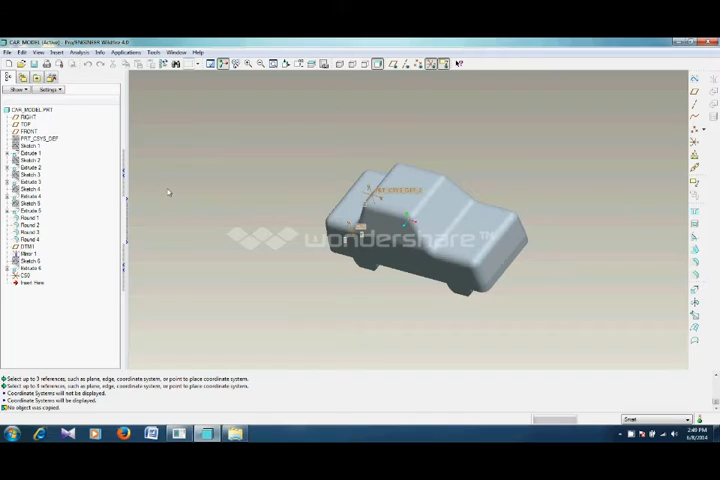 CAR_MODEL (Active) - Pro/ENGINEER Wildfire 4.0
File Edit View Insert Analysis Info Applications Tools Window Help
Show Settings
CAR_MODEL.PRT
RIGHT
TOP
FRONT
PRT_CSYS_DEF
Sketch 1
Extrude 1
Sketch 2
Extrude 2
Sketch 3
Extrude 3
Sketch 4
Extrude 4
Sketch 5
Extrude 5
Round 1
Round 2
Round 3
Round 4
DTM1
Mirror 1
Sketch 6
Extrude 6
CS0
Insert Here
wondershare™
Select up to 3 references, such as plane, edge, coordinate system, or point to place coordinate system.
Select up to 3 references, such as plane, edge, coordinate system, or point to place coordinate system.
Coordinate Systems will not be displayed.
Coordinate Systems will be displayed.
No object was copied.
Smart
2:49 PM
6/8/2014